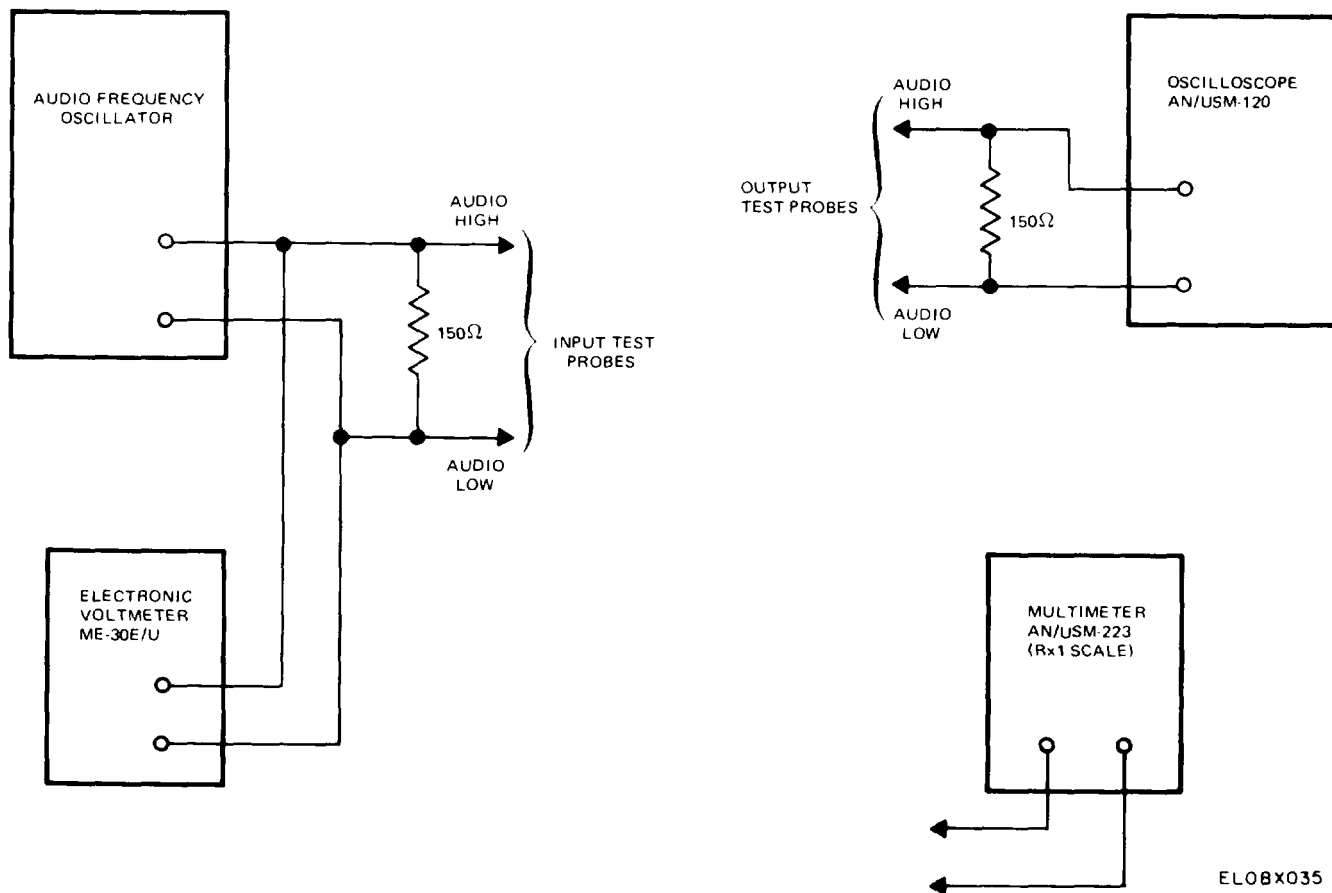 AUDIO FREQUENCY
OSCILLATOR
AUDIO
HIGH
150Ω
INPUT TEST
PROBES
AUDIO
LOW
ELECTRONIC
VOLTMETER
ME-30E/U
OSCILLOSCOPE
AN/USM-120
AUDIO
HIGH
OUTPUT
TEST PROBES
150Ω
AUDIO
LOW
MULTIMETER
AN/USM-223
(Rx1 SCALE)
EL0BX035